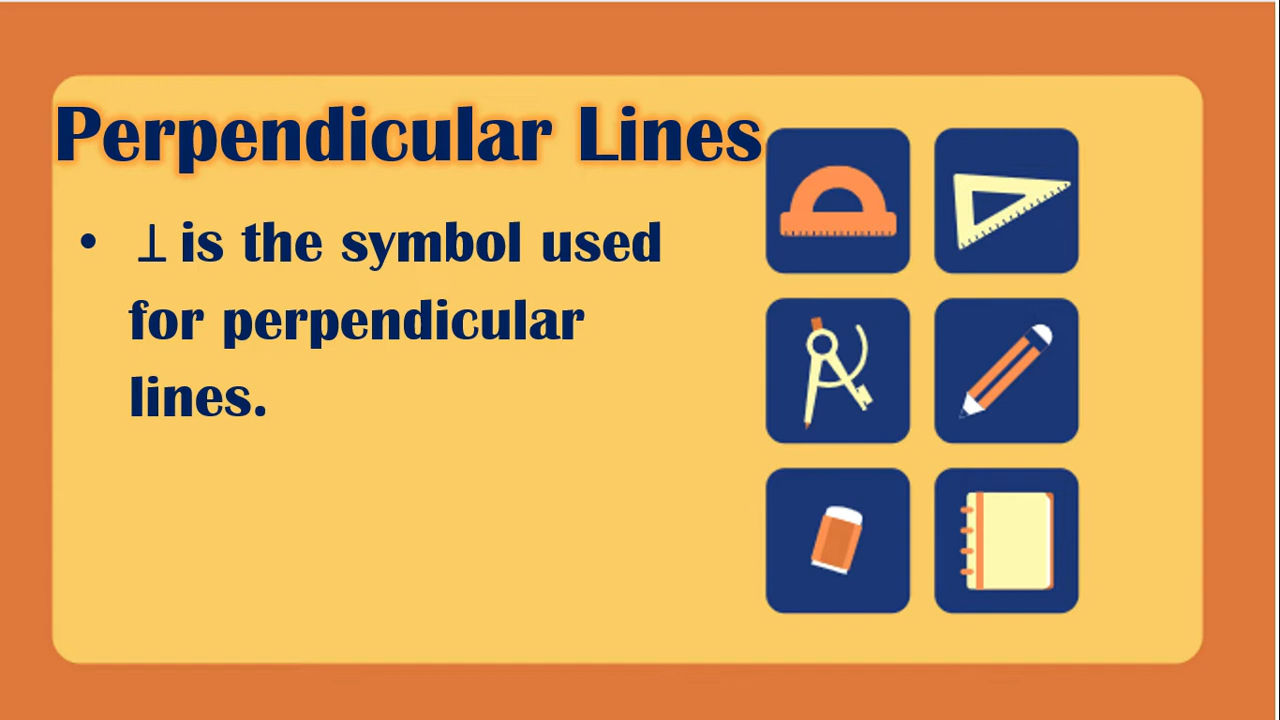 Perpendicular Lines
• ⊥ is the symbol used
for perpendicular
lines.